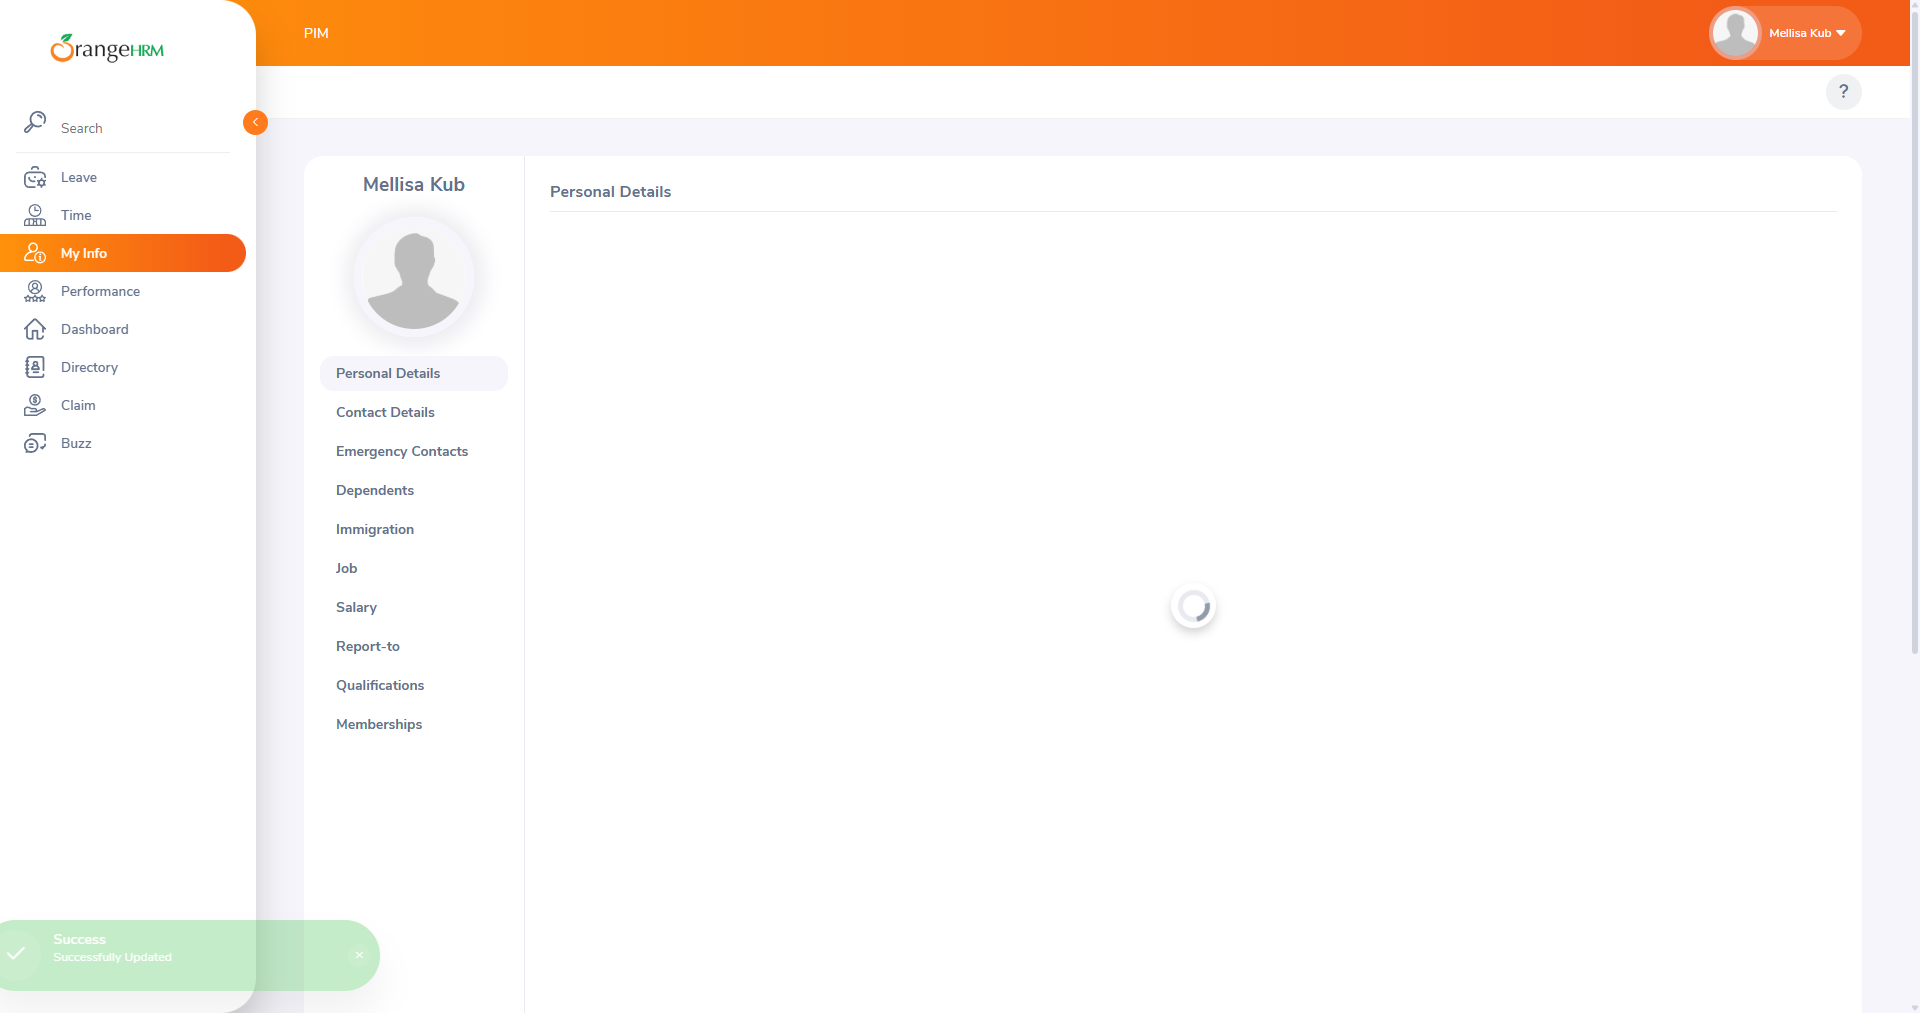 OrangeHRM
Search
Leave
Time
My Info
Performance
Dashboard
Directory
Claim
Buzz
PIM
Mellisa Kub
?
Mellisa Kub
Personal Details
Contact Details
Emergency Contacts
Dependents
Immigration
Job
Salary
Report-to
Qualifications
Memberships
Personal Details
Success
Successfully Updated